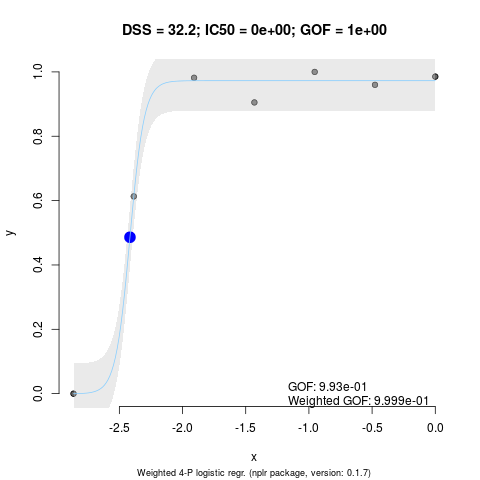 DSS = 32.2; IC50 = 0e+00; GOF = 1e+00
1.0
0.8
0.6
0.4
0.2
0.0
y
GOF: 9.93e-01
Weighted GOF: 9.999e-01
-2.5 -2.0 -1.5 -1.0 -0.5 0.0
x
Weighted 4-P logistic regr. (nplr package, version: 0.1.7)